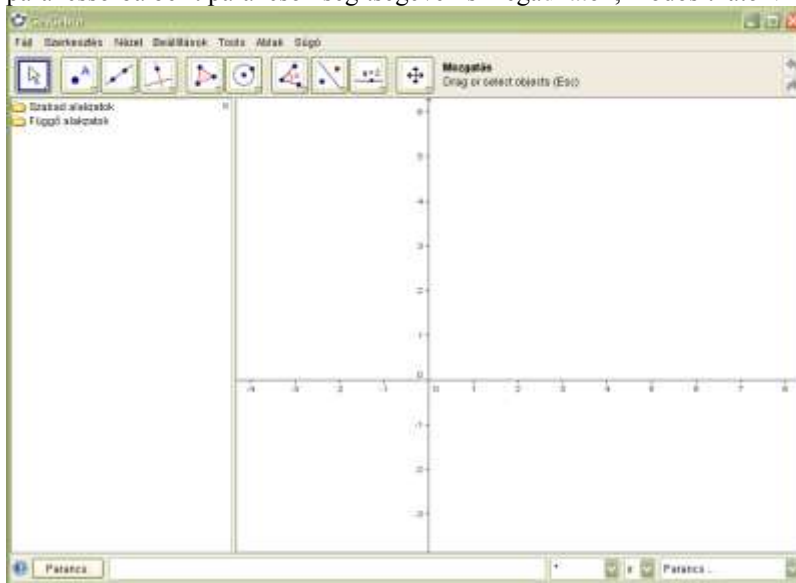 GeoGebra
Fájl Szerkesztés Nézet Beállítások Tools Ablak Súgó
Mozgatás
Drag or select objects (Esc)
Szabad alakzatok
Függő alakzatok
6
5
4
3
2
1
0
-4 -3 -2 -1 0 1 2 3 4 5 6 7 8
-1
-2
-3
Parancs
Parancs ...